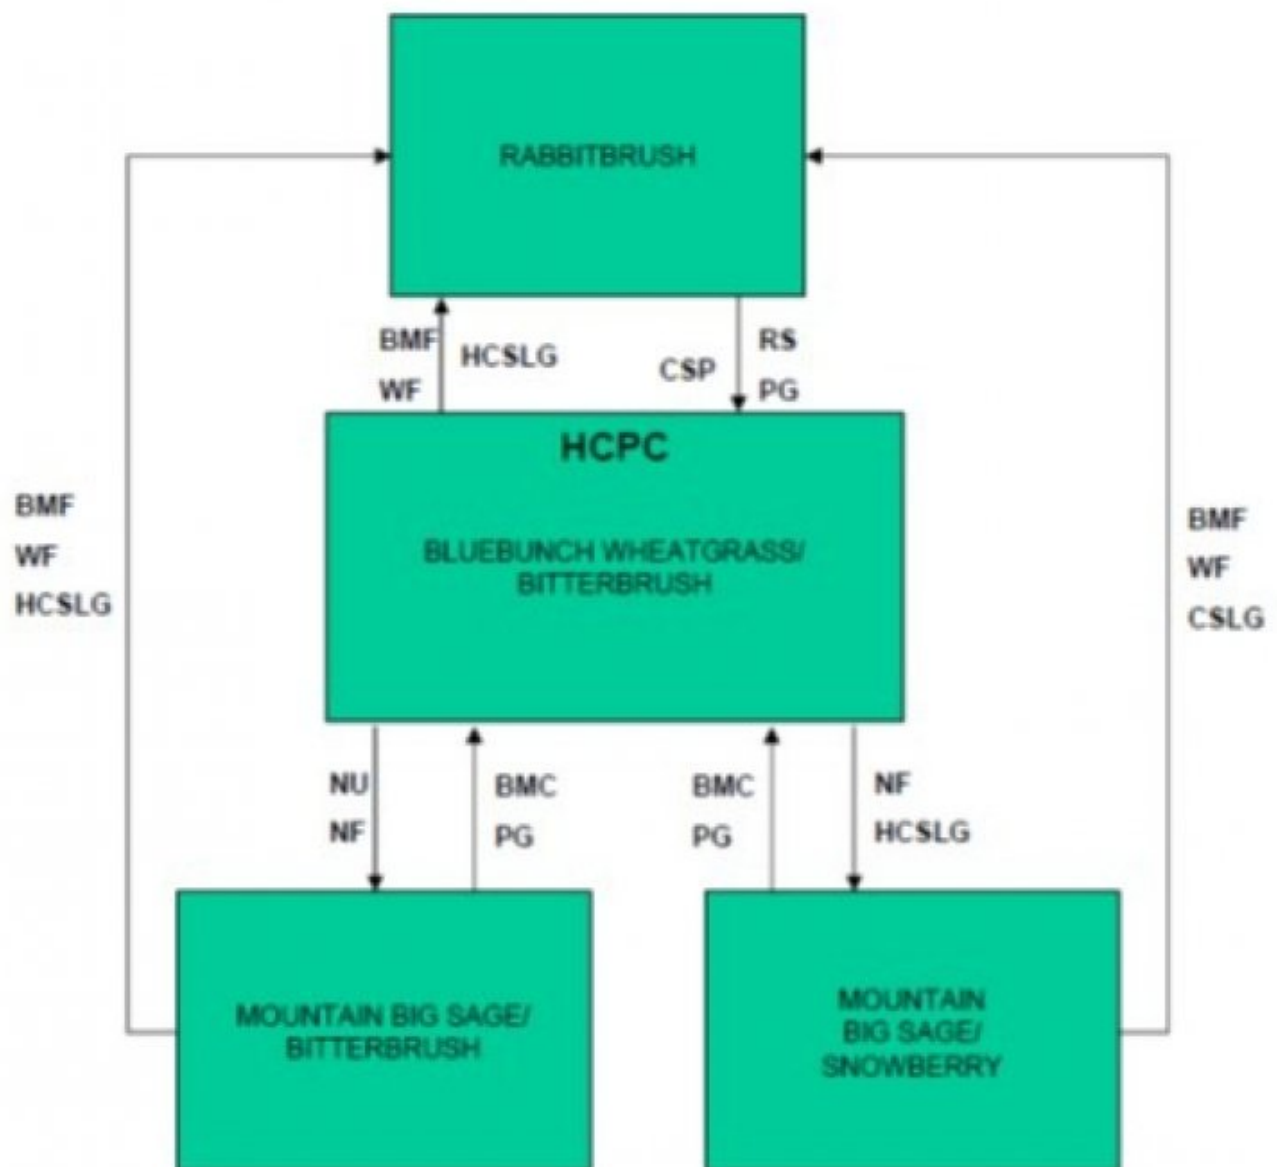 RABBITBRUSH
BMF
WF
HCSLG
CSP
RS
PG
HCPC
BLUEBUNCH WHEATGRASS/
BITTERBRUSH
BMF
WF
HCSLG
BMF
WF
CSLG
NU
NF
BMC
PG
BMC
PG
NF
HCSLG
MOUNTAIN BIG SAGE/
BITTERBRUSH
MOUNTAIN
BIG SAGE/
SNOWBERRY